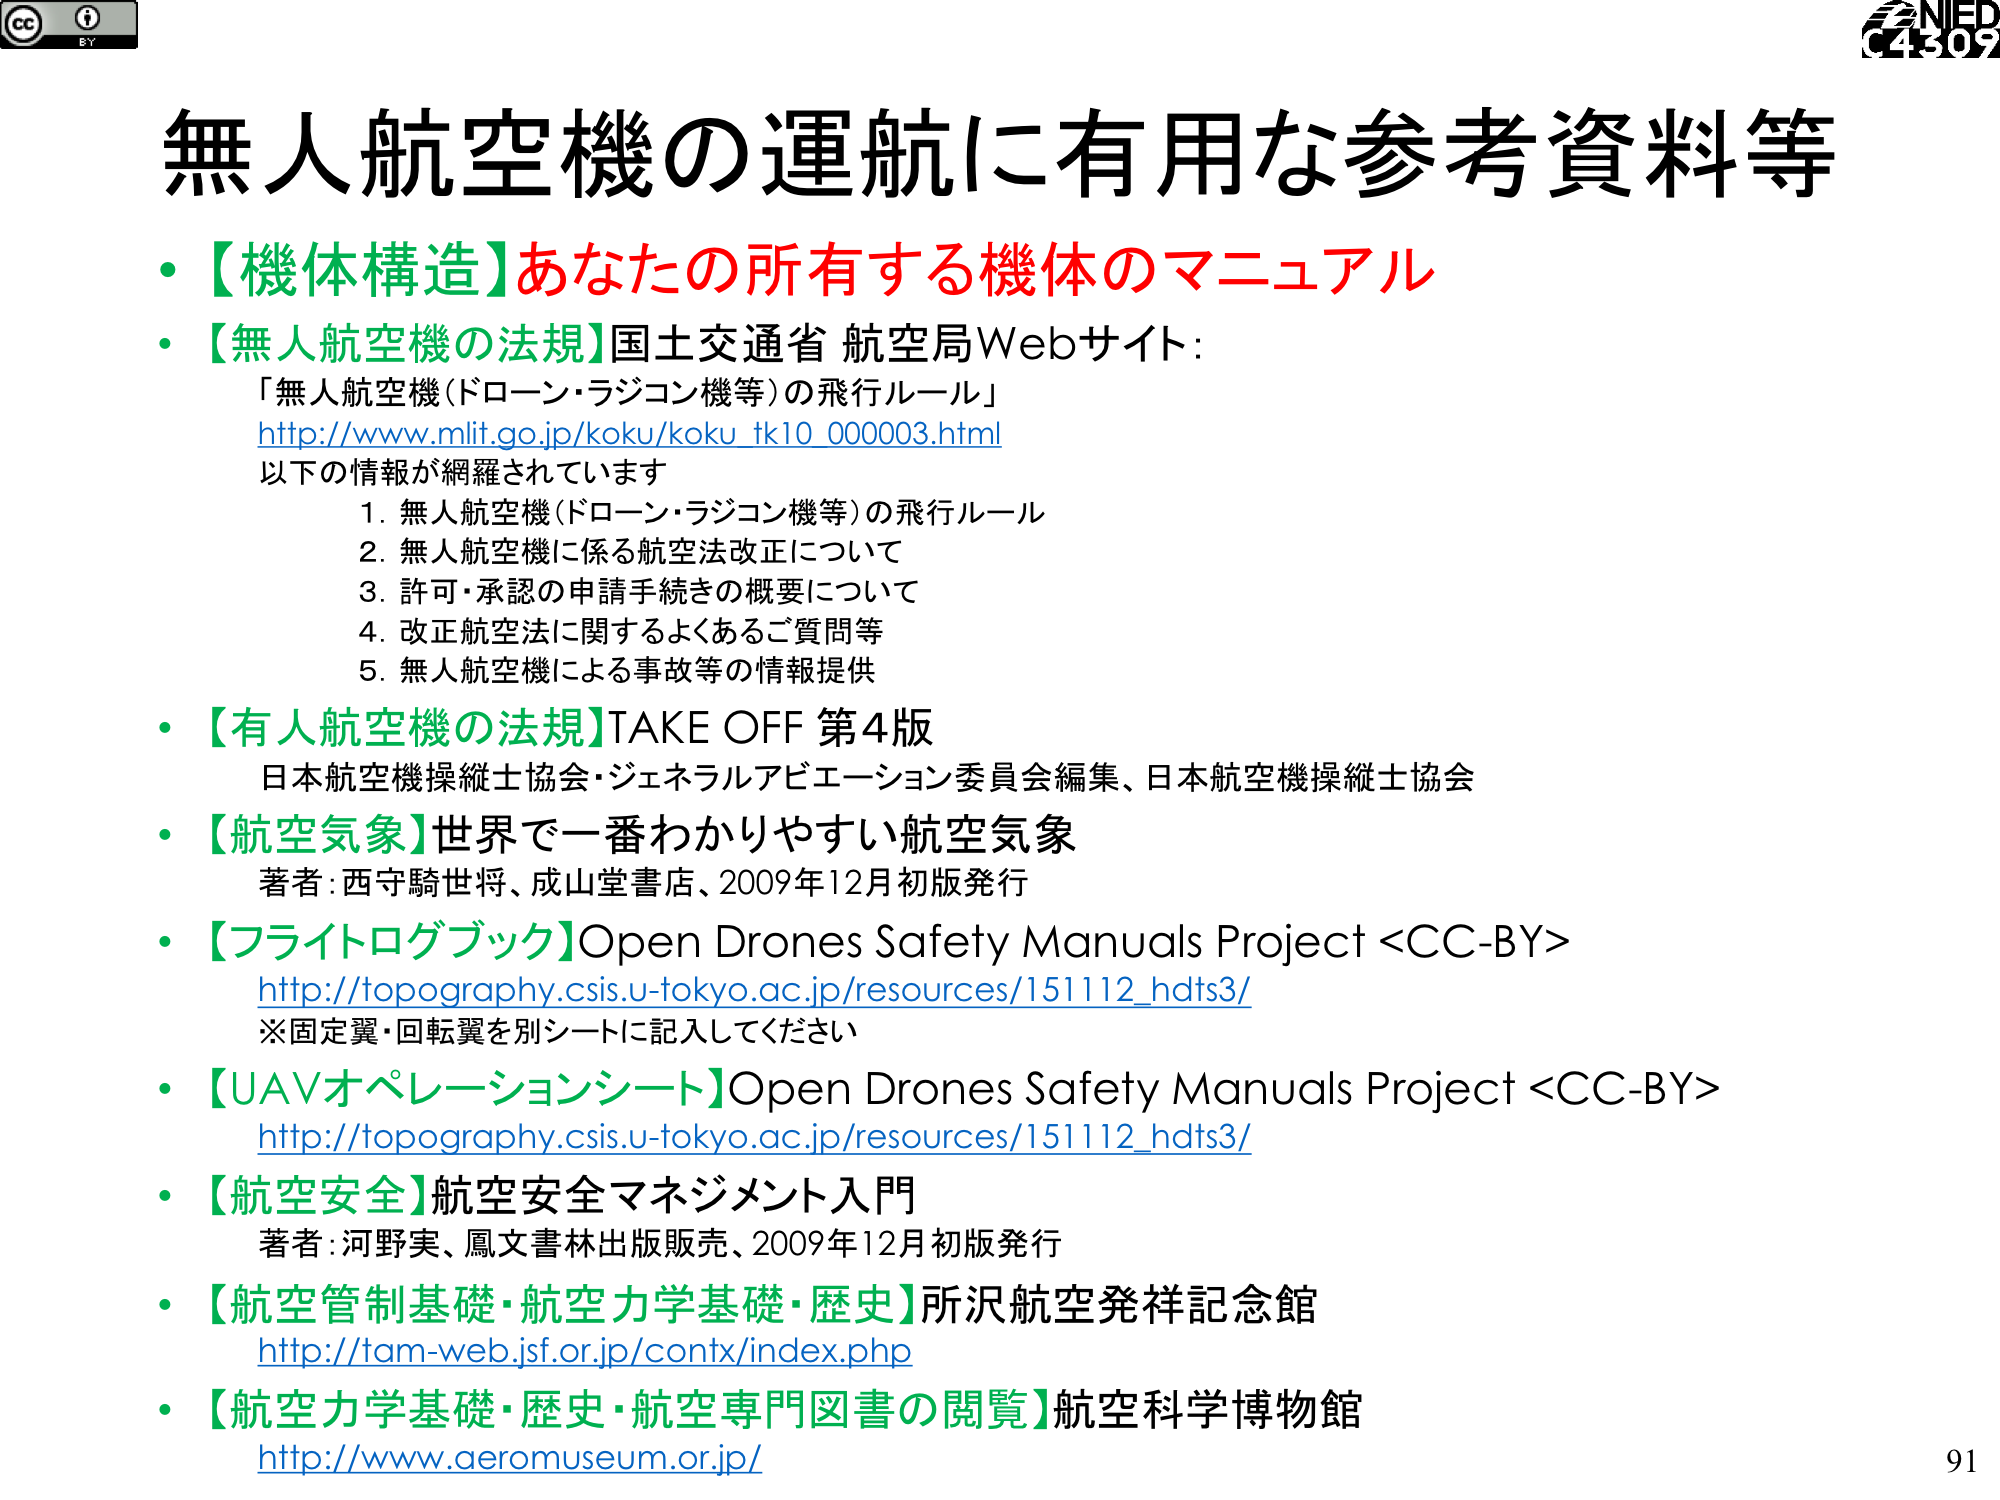 cc BY
NIED
C4309
無人航空機の運航に有用な参考資料等
• 【機体構造】あなたの所有する機体のマニュアル
• 【無人航空機の法規】国土交通省 航空局Webサイト:
「無人航空機(ドローン・ラジコン機等)の飛行ルール」
http://www.mlit.go.jp/koku/koku_tk10_000003.html
以下の情報が網羅されています
1. 無人航空機(ドローン・ラジコン機等)の飛行ルール
2. 無人航空機に係る航空法改正について
3. 許可・承認の申請手続きの概要について
4. 改正航空法に関するよくあるご質問等
5. 無人航空機による事故等の情報提供
• 【有人航空機の法規】TAKE OFF 第4版
日本航空機操縦士協会・ジェネラルアビエーション委員会編集、日本航空機操縦士協会
• 【航空気象】世界で一番わかりやすい航空気象
著者:西守騎世将、成山堂書店、2009年12月初版発行
• 【フライトログブック】Open Drones Safety Manuals Project <CC-BY>
http://topography.csis.u-tokyo.ac.jp/resources/151112_hdts3/
※固定翼・回転翼を別シートに記入してください
• 【UAVオペレーションシート】Open Drones Safety Manuals Project <CC-BY>
http://topography.csis.u-tokyo.ac.jp/resources/151112_hdts3/
• 【航空安全】航空安全マネジメント入門
著者:河野実、鳳文書林出版販売、2009年12月初版発行
• 【航空管制基礎・航空力学基礎・歴史】所沢航空発祥記念館
http://tam-web.jsf.or.jp/contx/index.php
• 【航空力学基礎・歴史・航空専門図書の閲覧】航空科学博物館
http://www.aeromuseum.or.jp/
91